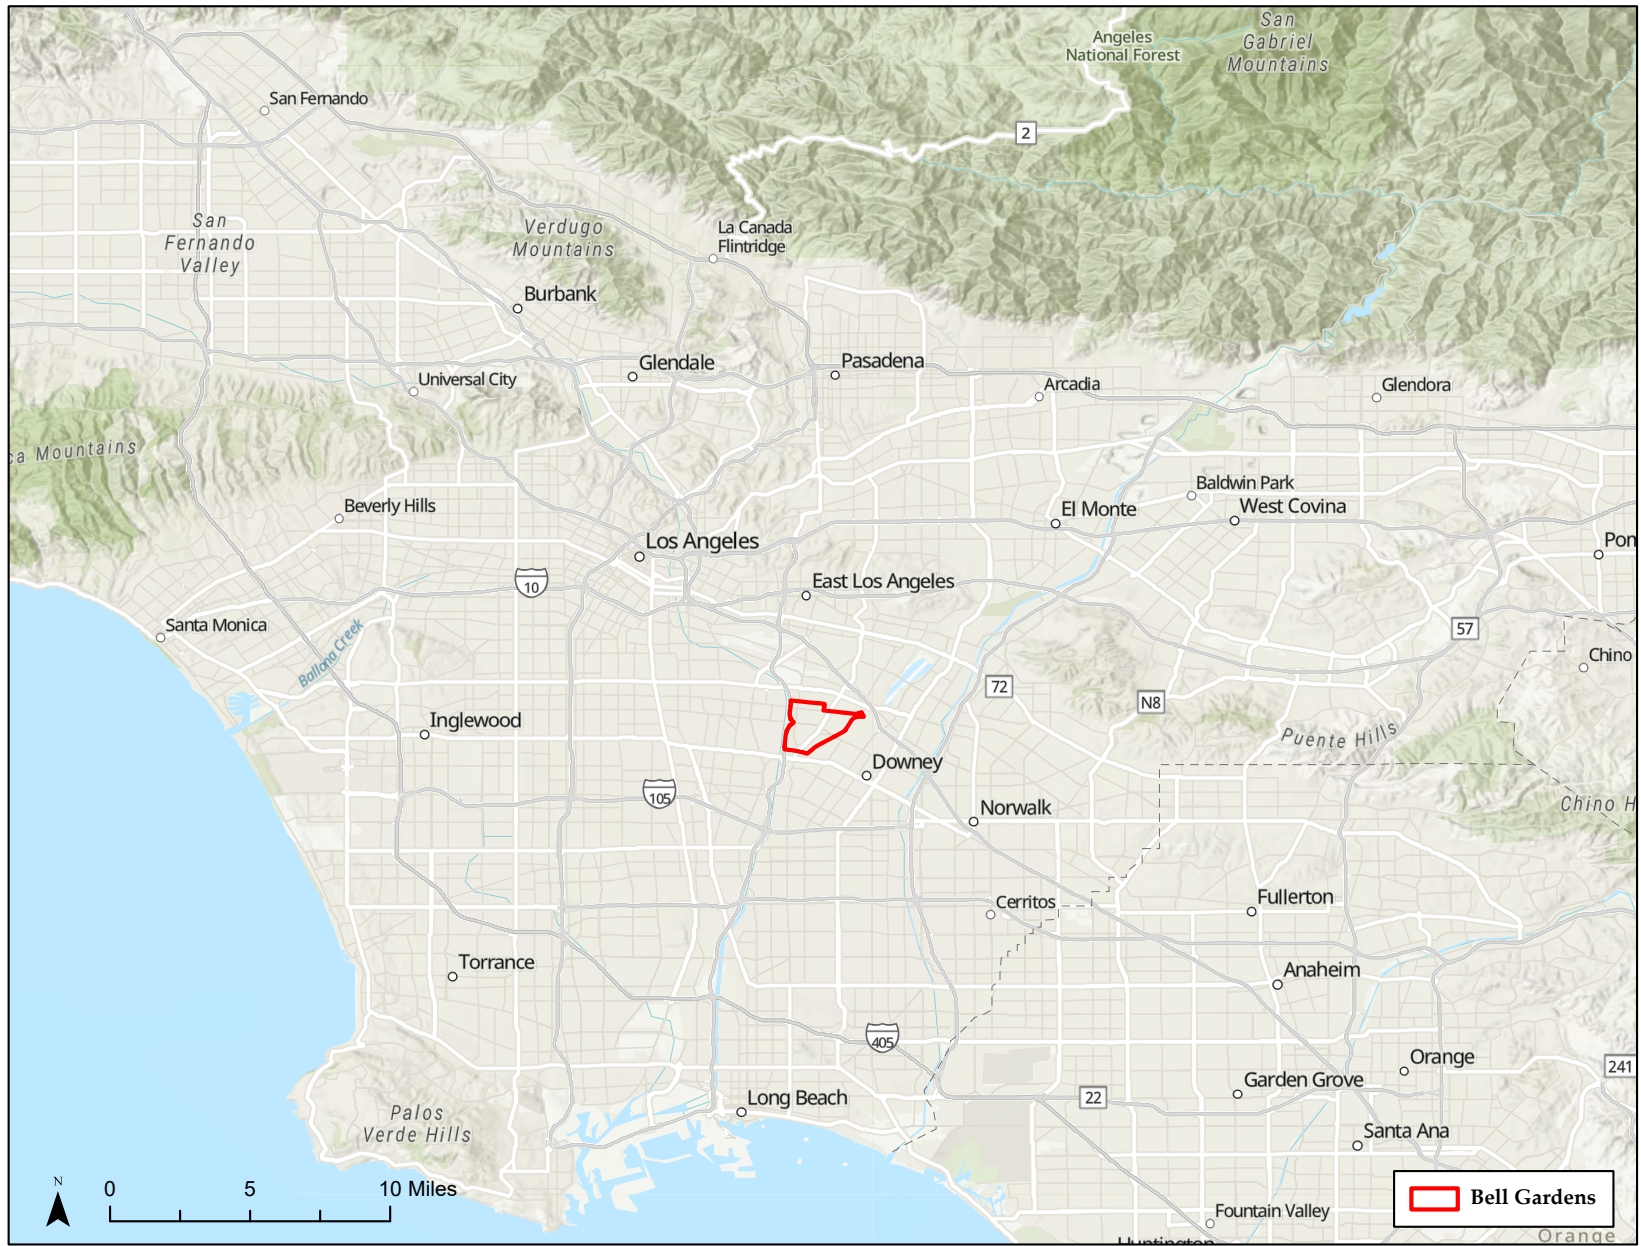 San
Gabriel
Mountains
Angeles
National Forest
San Fernando
2
San
Fernando
Valley
Verdugo
Mountains
La Canada
Flintridge
Burbank
Glendale
Pasadena
Universal City
Arcadia
Glendora
ca Mountains
Beverly Hills
Baldwin Park
El Monte
West Covina
Los Angeles
Pon
10
East Los Angeles
Santa Monica
Ballona Creek
57
Chino
72
N8
Inglewood
Puente Hills
Downey
105
Norwalk
Chino H
Fullerton
Cerritos
Torrance
Anaheim
405
Orange
241
Garden Grove
22
Long Beach
Palos
Verde Hills
Santa Ana
N
0 5 10 Miles
Bell Gardens
Fountain Valley
Orange
Huntington